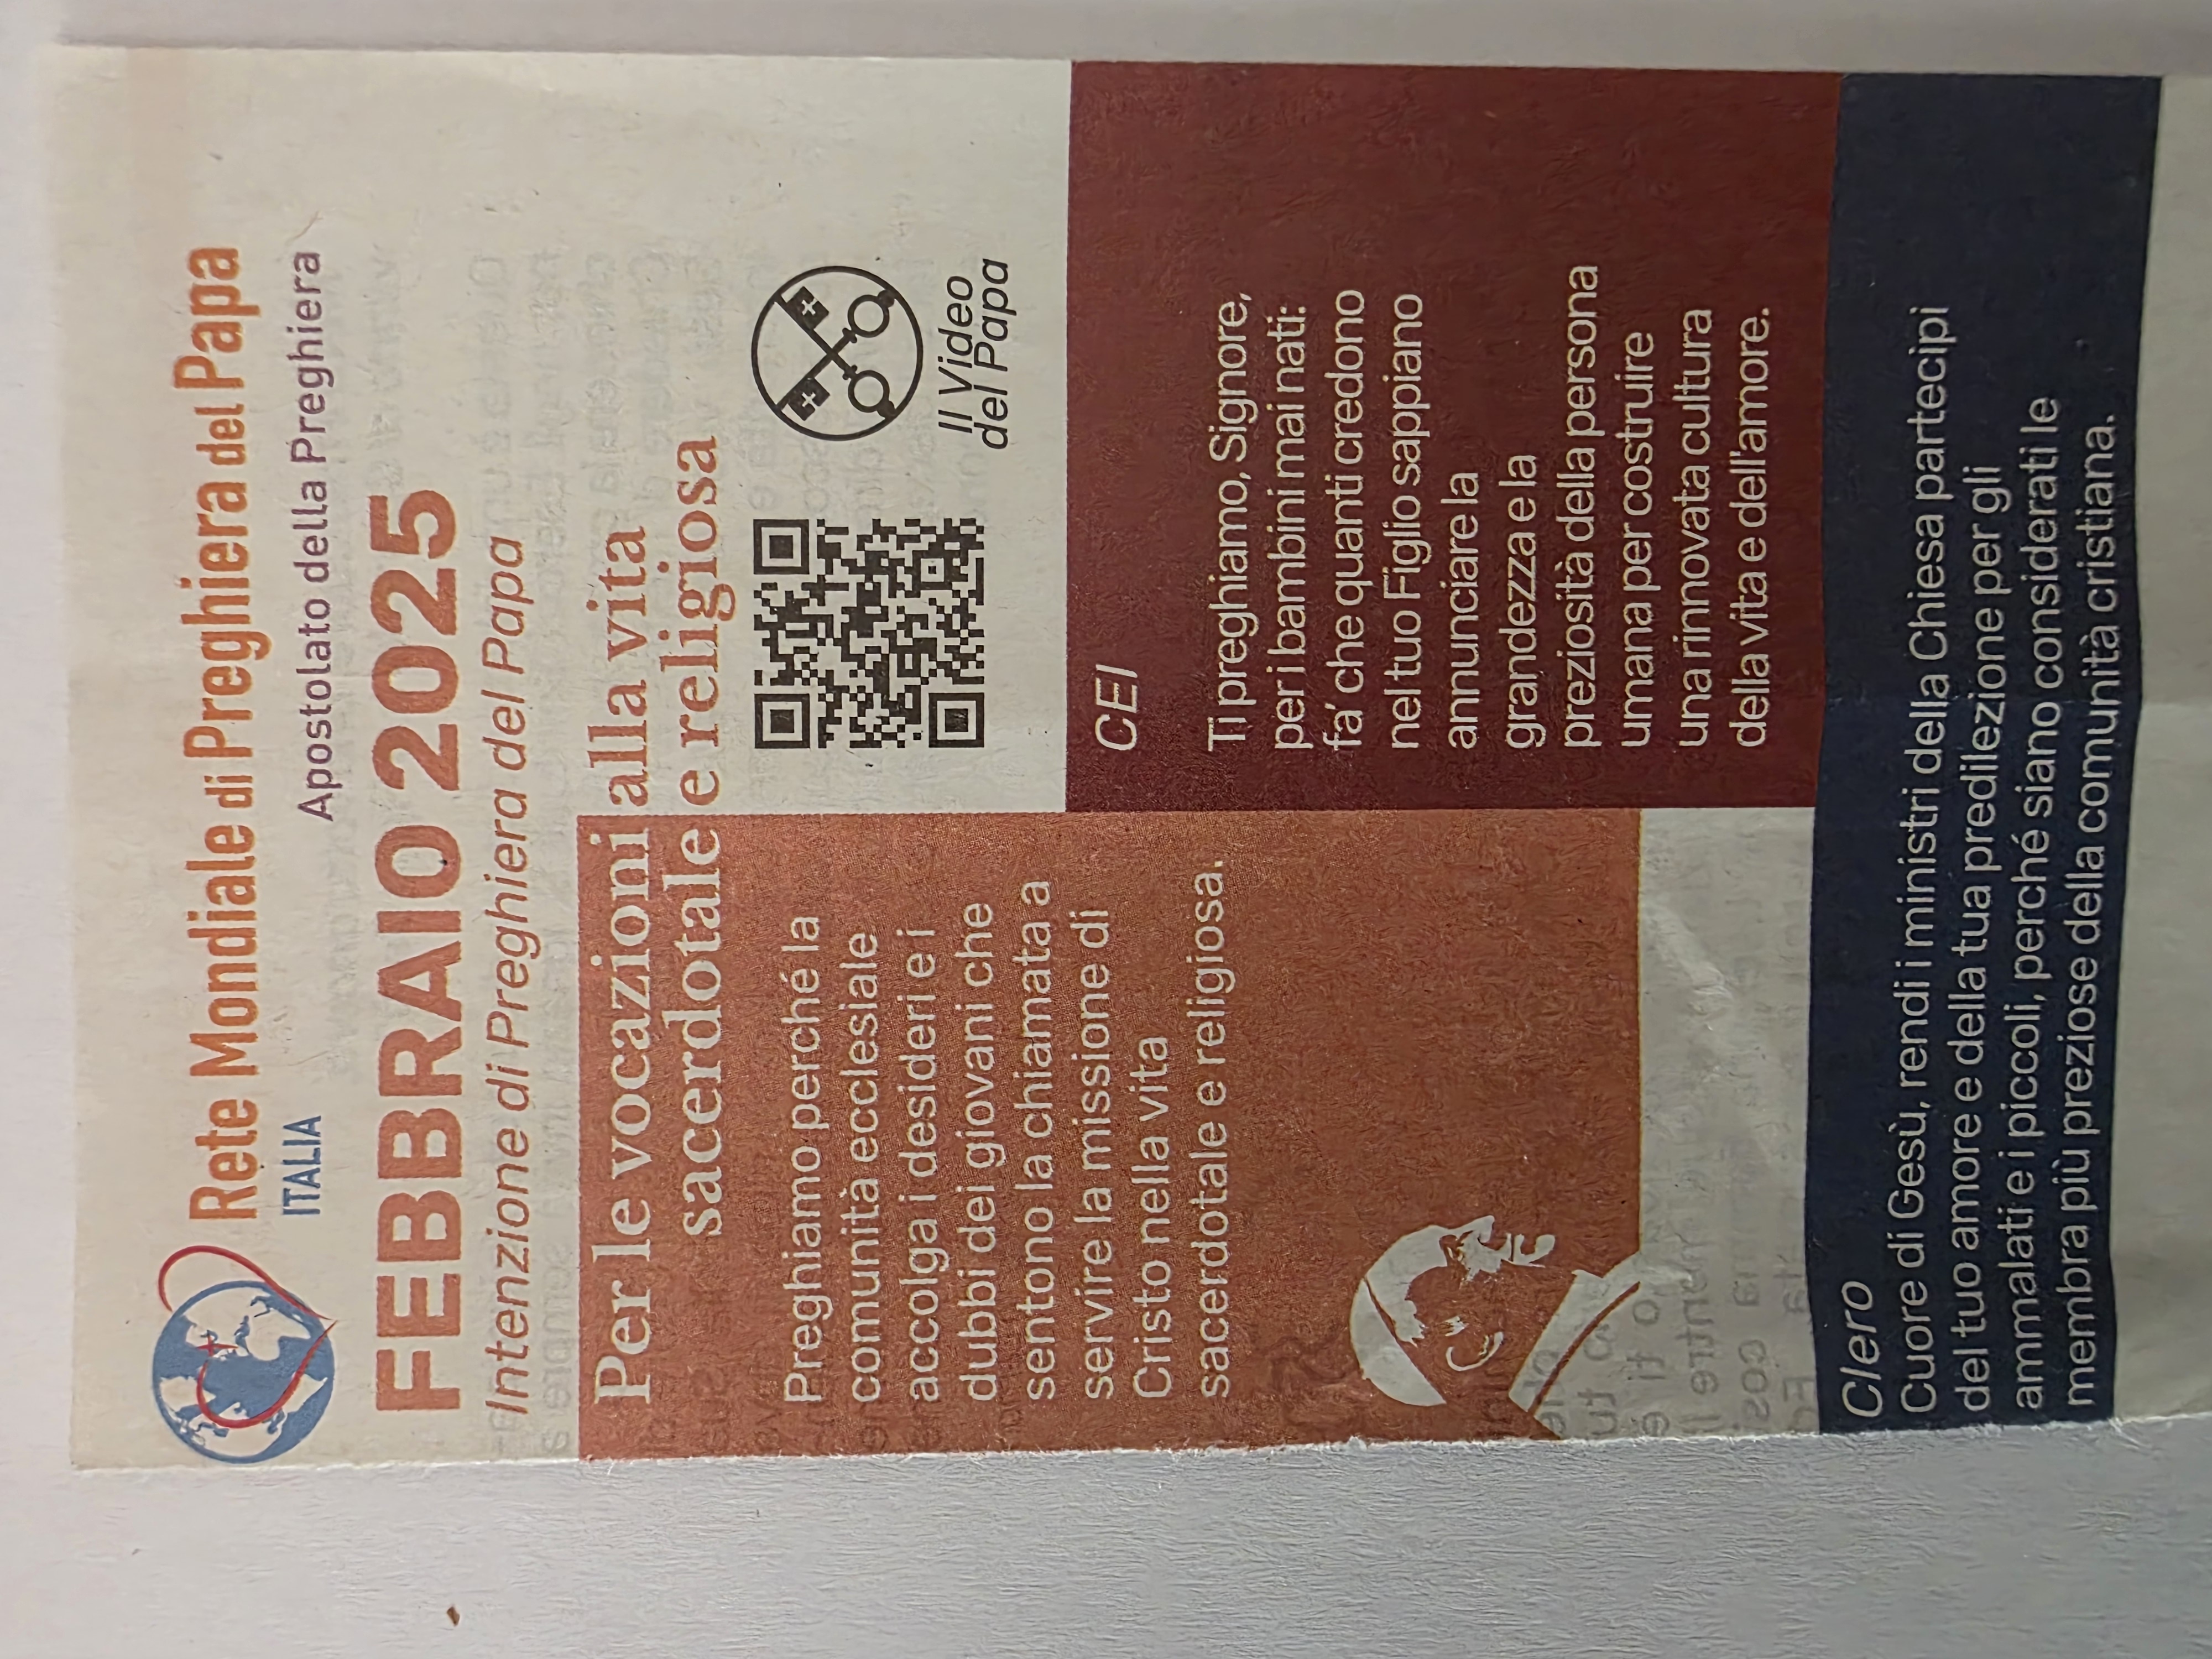 Rete Mondiale di Preghiera del Papa
ITALIA
Apostolato della Preghiera
FEBBRAIO 2025
Intenzione di Preghiera del Papa
Per le vocazioni alla vita
sacerdotale e religiosa
Preghiamo perché la
comunità ecclesiale
accolga i desideri e i
dubbi dei giovani che
sentono la chiamata a
servire la missione di
Cristo nella vita
sacerdotale e religiosa.
Il Video
del Papa
CEI
Ti preghiamo, Signore,
per i bambini mai nati:
fa' che quanti credono
nel tuo Figlio sappiano
annunciare la
grandezza e la
preziosità della persona
umana per costruire
una rinnovata cultura
della vita e dell'amore.
Clero
Cuore di Gesù, rendi i ministri della Chiesa partecipi
del tuo amore e della tua predilezione per gli
ammalati e i piccoli, perché siano considerati le
membra più preziose della comunità cristiana.